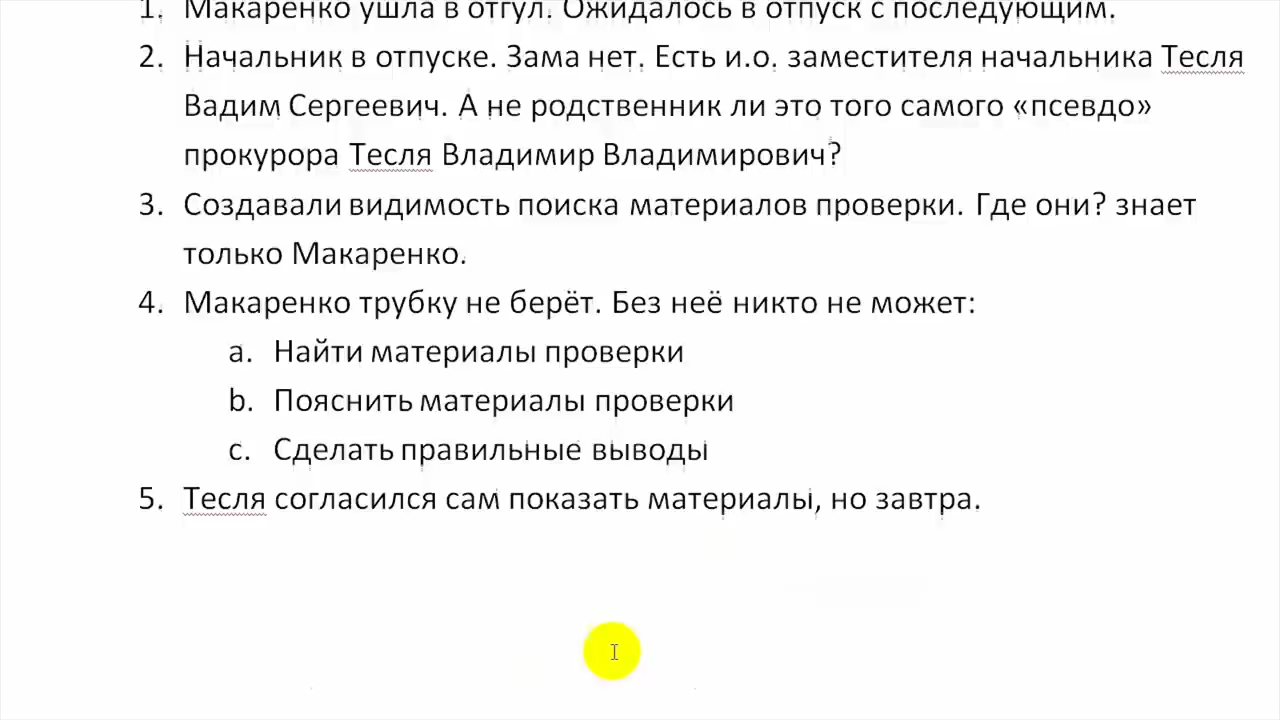 1. Макаренко ушла в отгул. Ожидалось в отпуск с последующим.
2. Начальник в отпуске. Зама нет. Есть и.о. заместителя начальника Тесля
Вадим Сергеевич. А не родственник ли это того самого «псевдо»
прокурора Тесля Владимир Владимирович?
3. Создавали видимость поиска материалов проверки. Где они? знает
только Макаренко.
4. Макаренко трубку не берёт. Без неё никто не может:
a. Найти материалы проверки
b. Пояснить материалы проверки
c. Сделать правильные выводы
5. Тесля согласился сам показать материалы, но завтра.